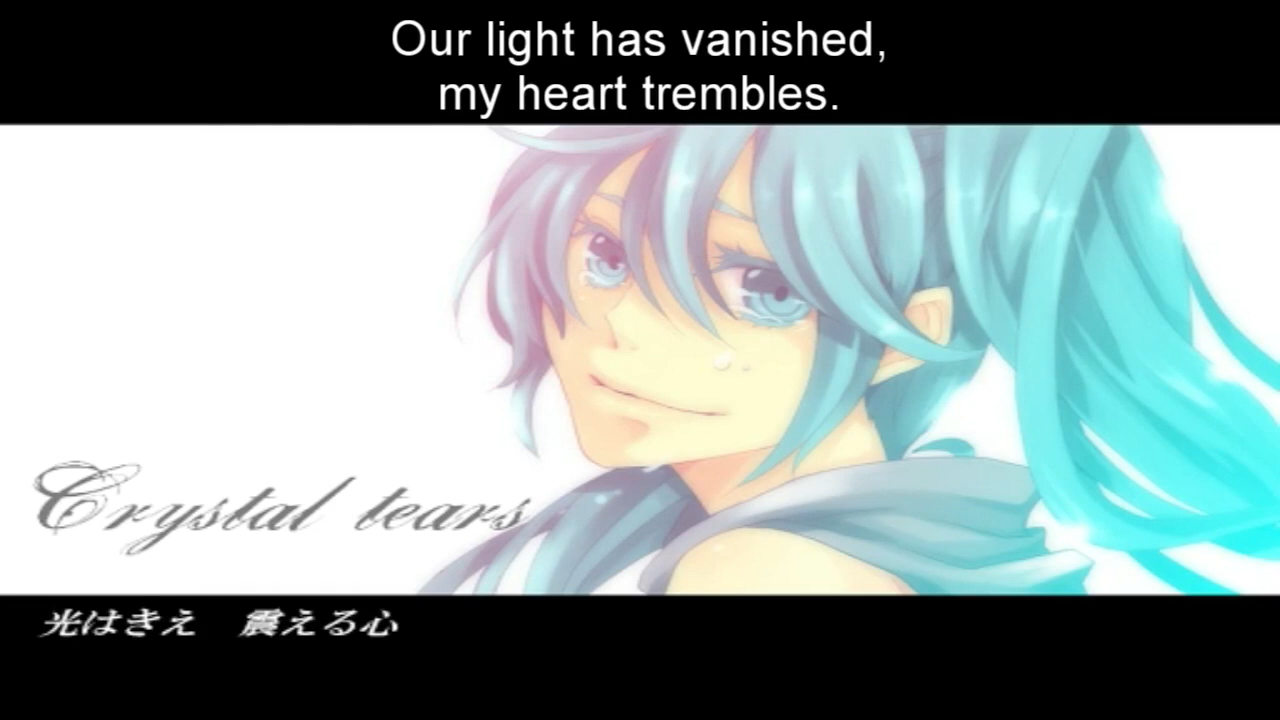 Our light has vanished,
my heart trembles.
Crystal tears
光はきえ　震える心